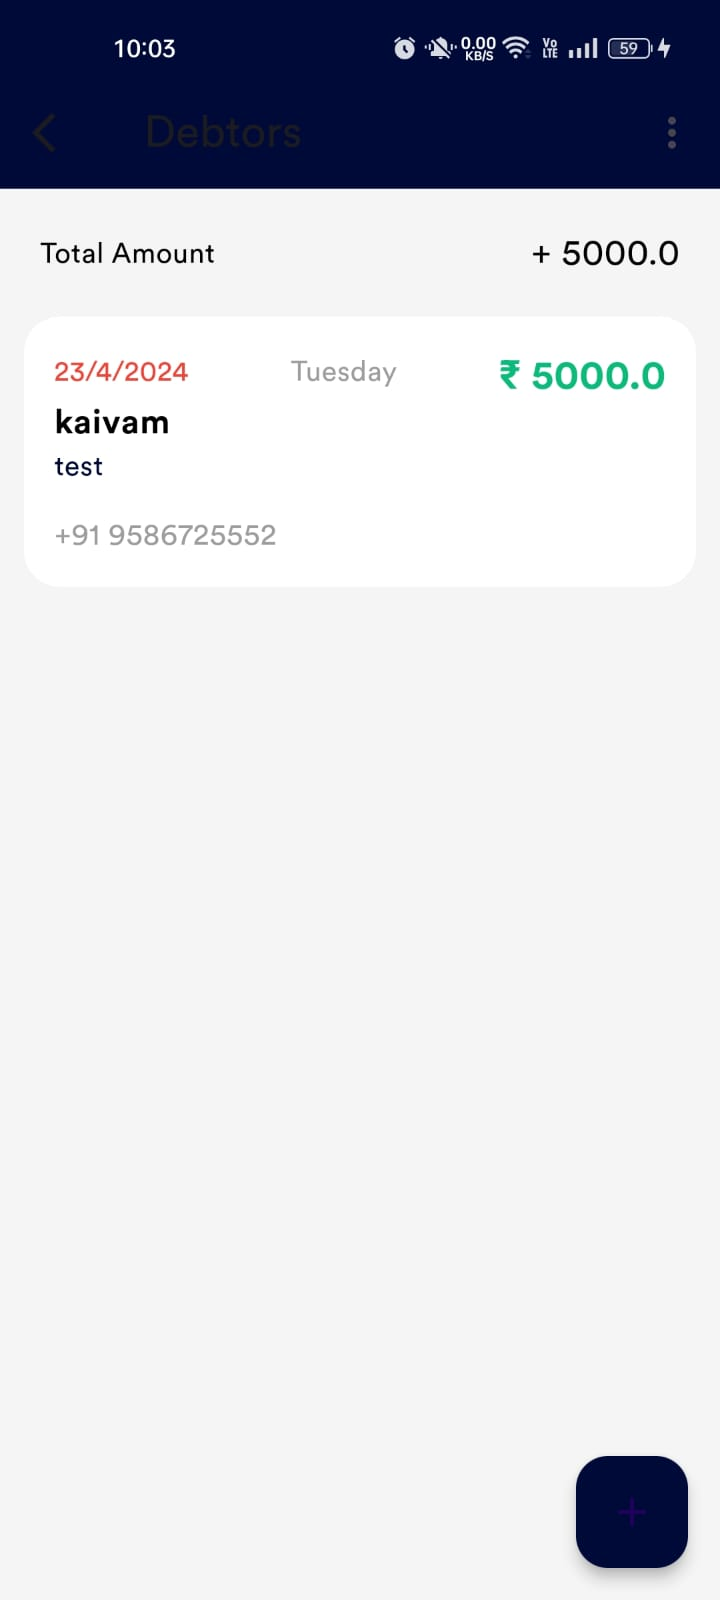 10:03 0.00 KB/S Vo LTE 59
Debtors
Total Amount + 5000.0
23/4/2024 Tuesday ₹ 5000.0
kaivam
test
+91 9586725552
+